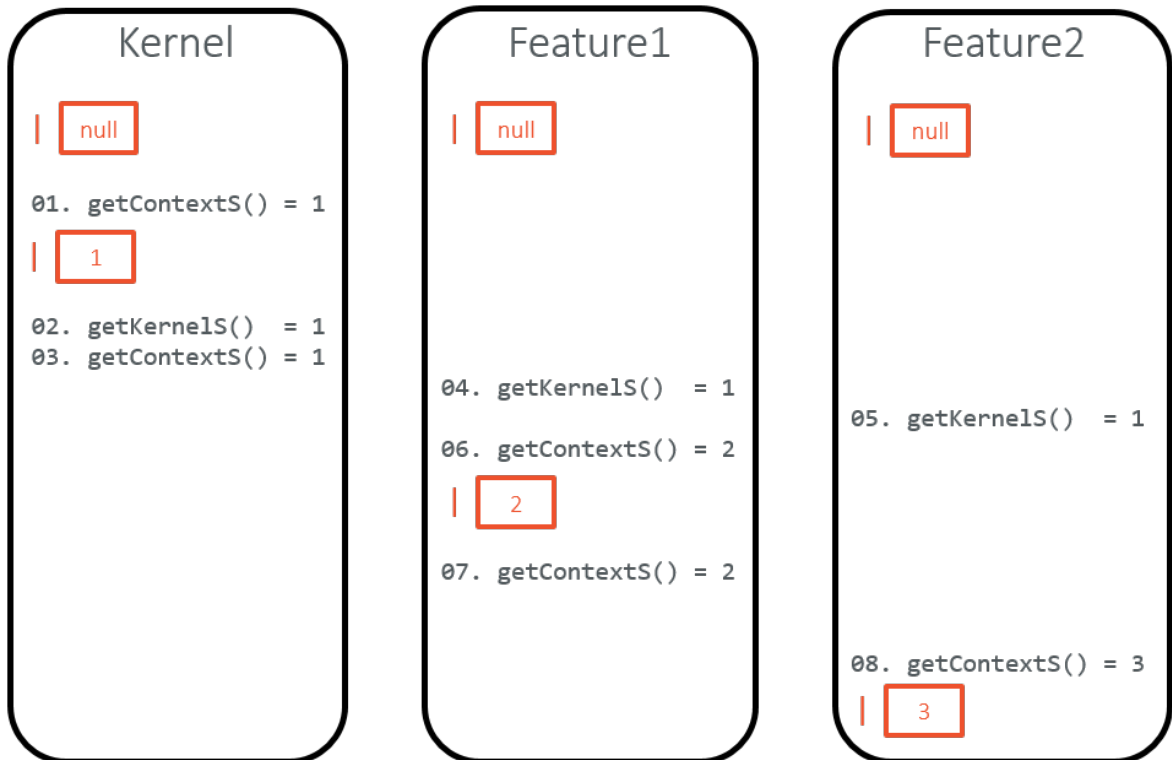 Kernel
| null
01. getContextS() = 1
| 1
02. getKernelS()  = 1
03. getContextS() = 1
Feature1
| null
04. getKernelS()  = 1
06. getContextS() = 2
| 2
07. getContextS() = 2
Feature2
| null
05. getKernelS()  = 1
08. getContextS() = 3
| 3